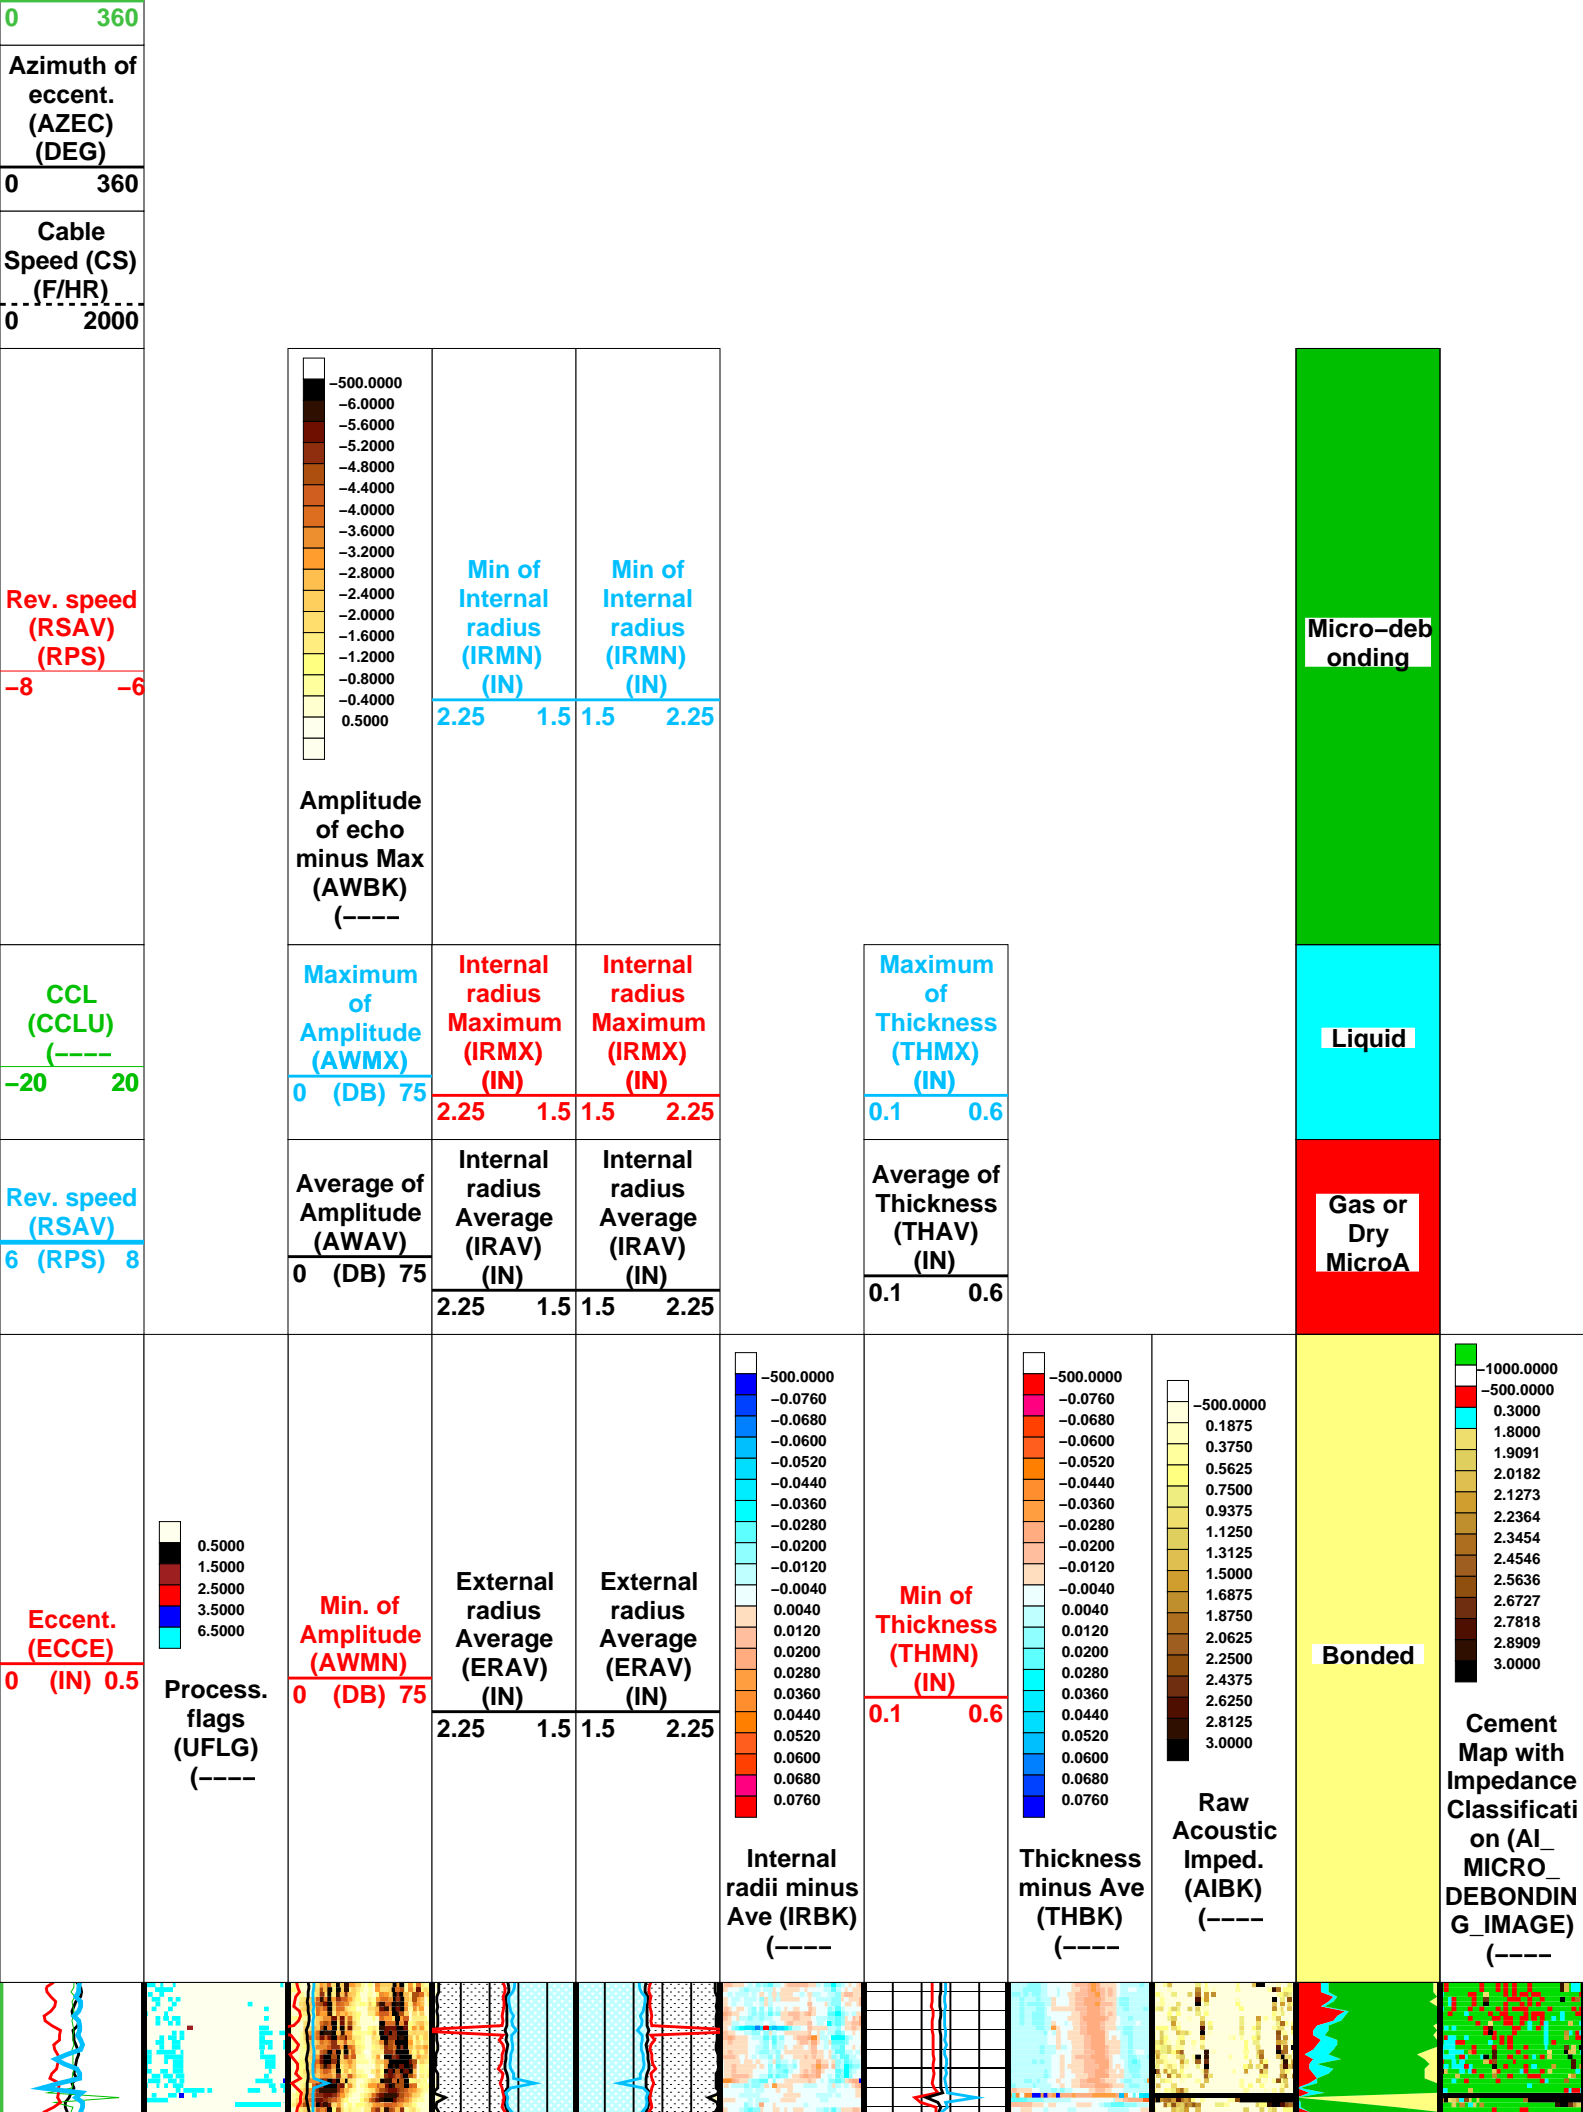 0 360
Azimuth of
eccent.
(AZEC)
(DEG)
0 360
Cable
Speed (CS)
(F/HR)
0 2000
Rev. speed
(RSAV)
(RPS)
−8 −6
−500.0000
−6.0000
−5.6000
−5.2000
−4.8000
−4.4000
−4.0000
−3.6000
−3.2000
−2.8000
−2.4000
−2.0000
−1.6000
−1.2000
−0.8000
−0.4000
0.5000
Amplitude
of echo
minus Max
(AWBK)
(−−−−
Min of
Internal
radius
(IRMN)
(IN)
2.25 1.5
Min of
Internal
radius
(IRMN)
(IN)
1.5 2.25
Micro−deb
onding
CCL
(CCLU)
(−−−−
−20 20
Maximum
of
Amplitude
(AWMX)
0 (DB) 75
Internal
radius
Maximum
(IRMX)
(IN)
2.25 1.5
Internal
radius
Maximum
(IRMX)
(IN)
1.5 2.25
Maximum
of
Thickness
(THMX)
(IN)
0.1 0.6
Liquid
Rev. speed
(RSAV)
6 (RPS) 8
Average of
Amplitude
(AWAV)
0 (DB) 75
Internal
radius
Average
(IRAV)
(IN)
2.25 1.5
Internal
radius
Average
(IRAV)
(IN)
1.5 2.25
Average of
Thickness
(THAV)
(IN)
0.1 0.6
Gas or
Dry
MicroA
Eccent.
(ECCE)
0 (IN) 0.5
0.5000
1.5000
2.5000
3.5000
6.5000
Process.
flags
(UFLG)
(−−−−
Min. of
Amplitude
(AWMN)
0 (DB) 75
External
radius
Average
(ERAV)
(IN)
2.25 1.5
External
radius
Average
(ERAV)
(IN)
1.5 2.25
−500.0000
−0.0760
−0.0680
−0.0600
−0.0520
−0.0440
−0.0360
−0.0280
−0.0200
−0.0120
−0.0040
0.0040
0.0120
0.0200
0.0280
0.0360
0.0440
0.0520
0.0600
0.0680
0.0760
Internal
radii minus
Ave (IRBK)
(−−−−
Min of
Thickness
(THMN)
(IN)
0.1 0.6
−500.0000
−0.0760
−0.0680
−0.0600
−0.0520
−0.0440
−0.0360
−0.0280
−0.0200
−0.0120
−0.0040
0.0040
0.0120
0.0200
0.0280
0.0360
0.0440
0.0520
0.0600
0.0680
0.0760
Thickness
minus Ave
(THBK)
(−−−−
−500.0000
0.1875
0.3750
0.5625
0.7500
0.9375
1.1250
1.3125
1.5000
1.6875
1.8750
2.0625
2.2500
2.4375
2.6250
2.8125
3.0000
Raw
Acoustic
Imped.
(AIBK)
(−−−−
Bonded
−1000.0000
−500.0000
0.3000
1.8000
1.9091
2.0182
2.1273
2.2364
2.3454
2.4546
2.5636
2.6727
2.7818
2.8909
3.0000
Cement
Map with
Impedance
Classificati
on (AI_
MICRO_
DEBONDIN
G_IMAGE)
(−−−−